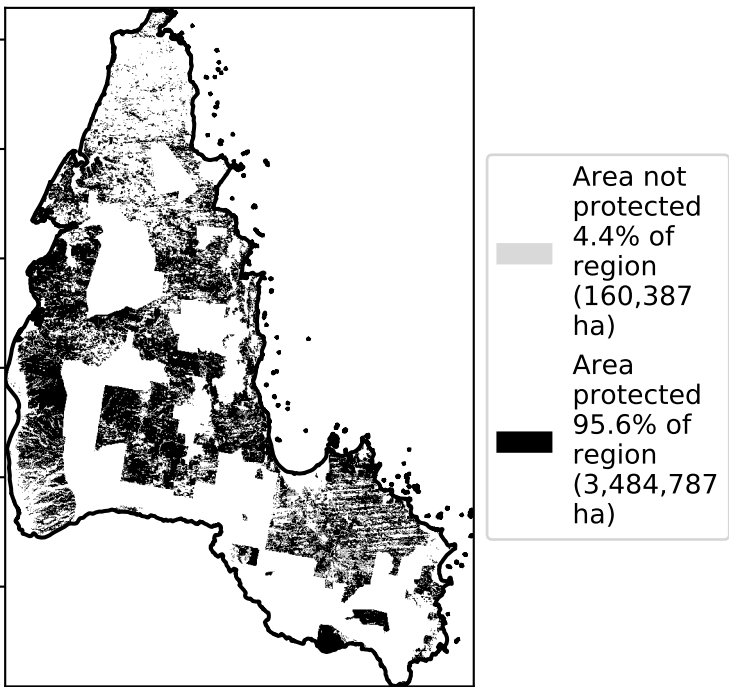 Area not
protected
4.4% of
region
(160,387
ha)
Area
protected
95.6% of
region
(3,484,787
ha)